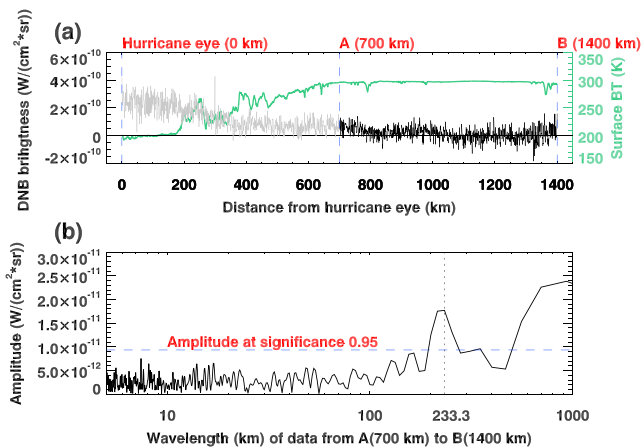 (a)
Hurricane eye (0 km) A (700 km) B (1400 km)
DNB bringtness (W/(cm²*sr))
6×10⁻¹⁰
4×10⁻¹⁰
2×10⁻¹⁰
0
-2×10⁻¹⁰
300
250
200
150
Surface BT (K)
0 200 400 600 800 1000 1200 1400
Distance from hurricane eye (km)
(b)
Amplitude (W/(cm²*sr))
3.0×10⁻¹¹
2.5×10⁻¹¹
2.0×10⁻¹¹
1.5×10⁻¹¹
1.0×10⁻¹¹
5.0×10⁻¹²
0
Amplitude at significance 0.95
10 100 233.3 1000
Wavelength (km) of data from A(700 km) to B(1400 km)